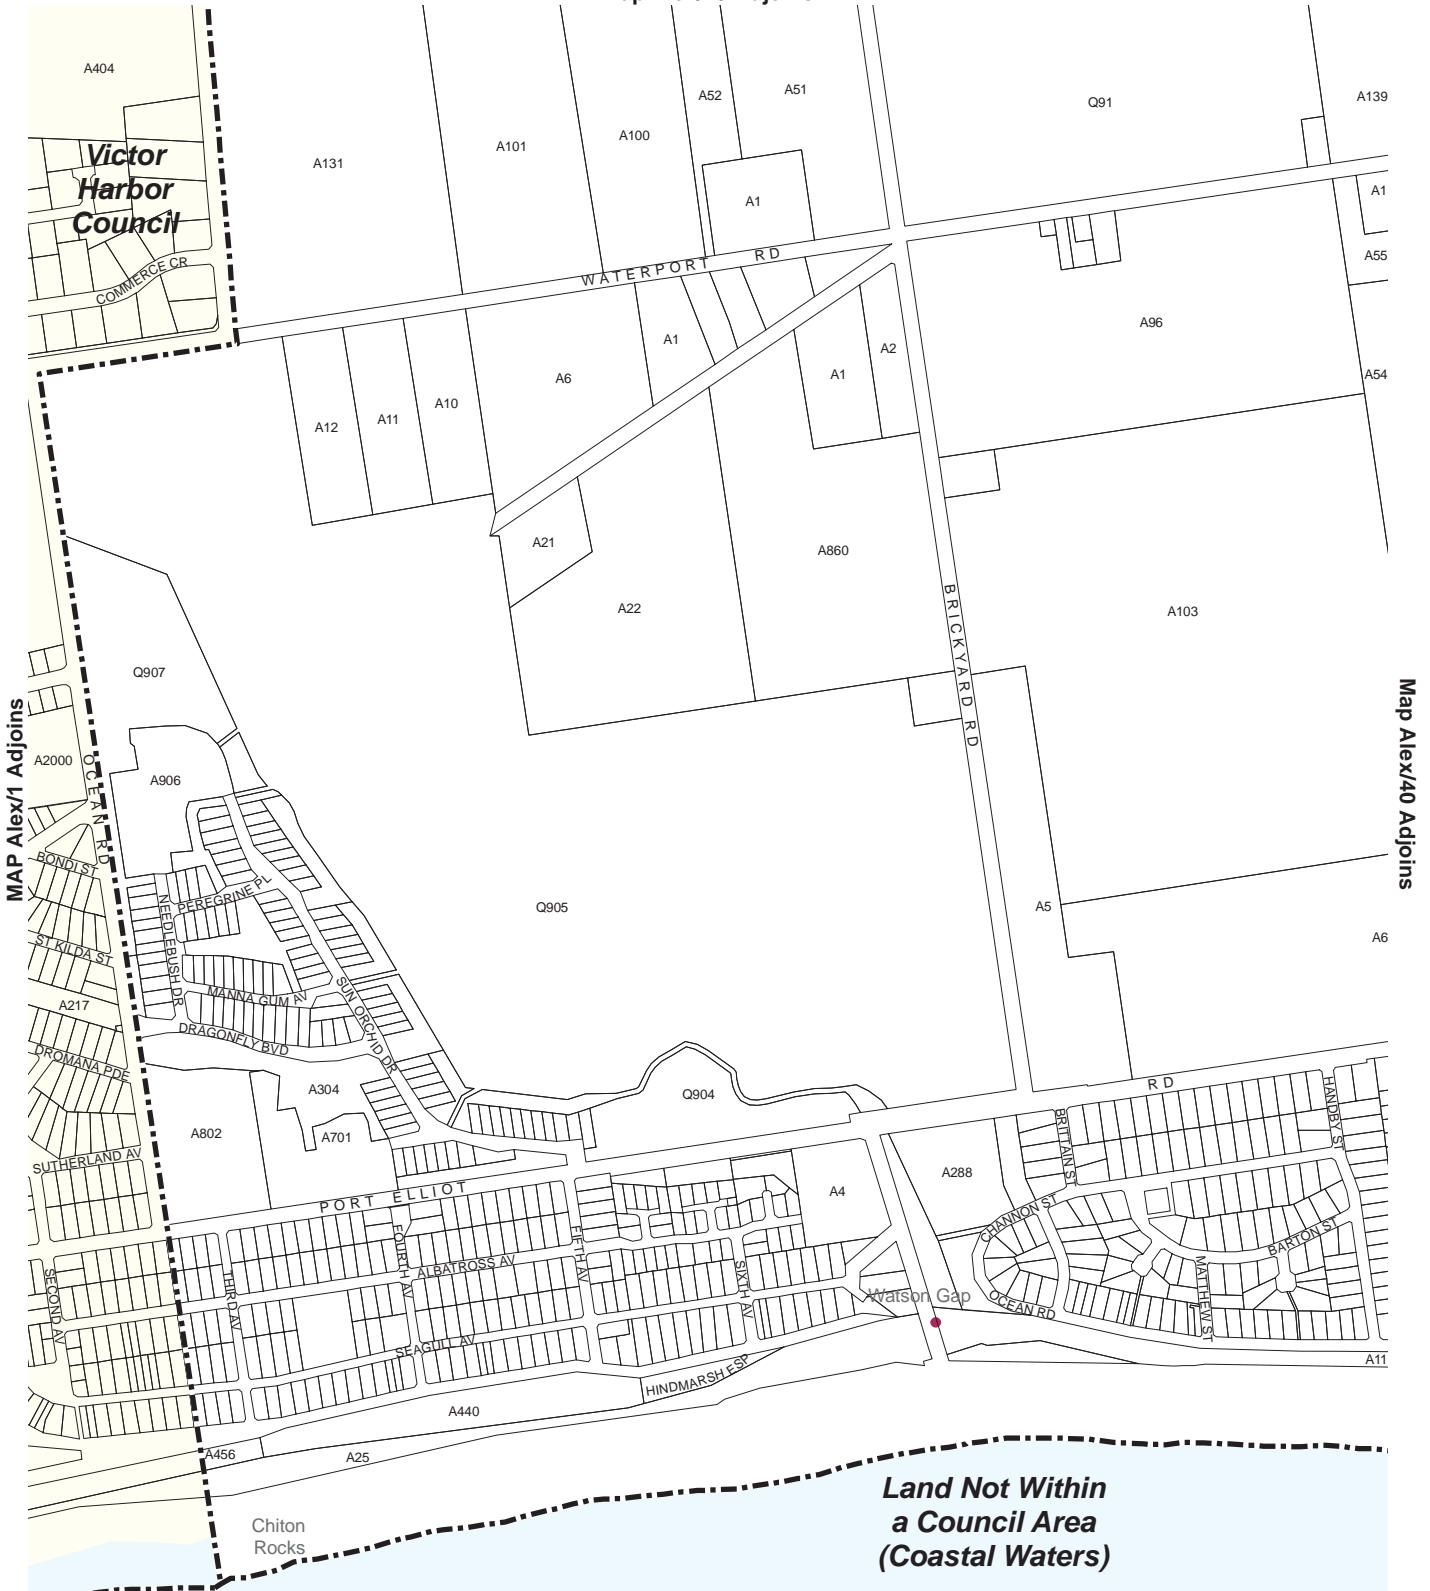 A404
A52
A51
Q91
A139
A131
A101
A100
Victor
Harbor
Council
A1
A1
WATERPORT RD
A55
COMMERCE CR
A96
A1
A2
A6
A1
A54
A12
A11
A10
A21
A860
A22
A103
BRICKYARD RD
Q907
MAP Alex/1 Adjoins
Map Alex/40 Adjoins
A2000
OCEAN RD
A906
BONDI ST
PEREGRINE PL
NEEDLEBUSH DR
Q905
A5
A6
ST KILDA ST
MANNA GUM AV
SUN ORCHID DR
A217
DRAGONFLY BVD
DROMANA PDE
A304
Q904
RD
HANDBY ST
A802
A701
BRITTAIN ST
SUTHERLAND AV
A288
A4
PORT ELLIOT
CHANNON ST
FOURTH AV
FIFTH AV
BARTON ST
ALBATROSS AV
SECOND AV
THIRD AV
SIXTH AV
MATHEW ST
Watson Gap
OCEAN RD
SEAGULL AV
HINDMARSH ESP
A11
A440
A456
A25
Land Not Within
a Council Area
(Coastal Waters)
Chiton
Rocks